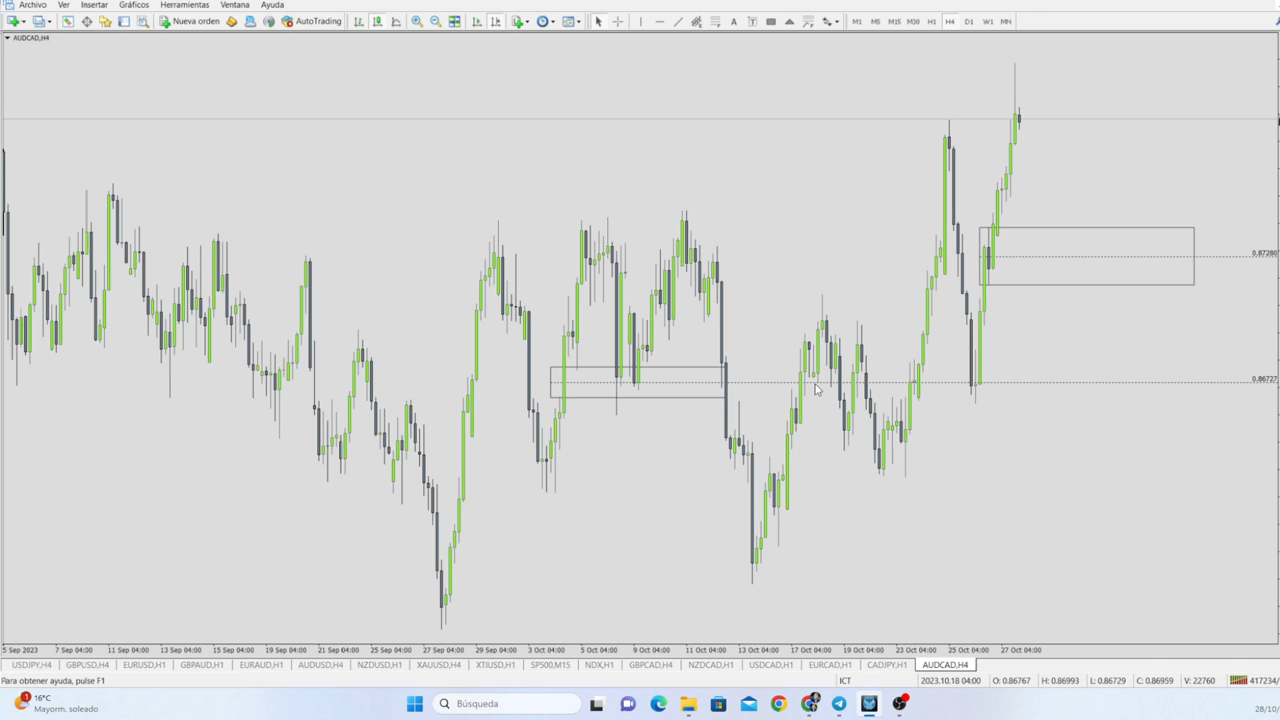 Archivo Ver Insertar Gráficos Herramientas Ventana Ayuda
Nueva orden AutoTrading M1 M5 M15 M30 H1 H4 D1 W1 MN
AUDCAD,H4
0.87280
0.86727
5 Sep 2023 7 Sep 04:00 11 Sep 04:00 13 Sep 04:00 15 Sep 04:00 19 Sep 04:00 21 Sep 04:00 25 Sep 04:00 27 Sep 04:00 29 Sep 04:00 3 Oct 04:00 5 Oct 04:00 9 Oct 04:00 11 Oct 04:00 13 Oct 04:00 17 Oct 04:00 19 Oct 04:00 23 Oct 04:00 25 Oct 04:00 27 Oct 04:00
USDJPY,H4 GBPUSD,H4 EURUSD,H1 GBPAUD,H1 EURAUD,H1 AUDUSD,H4 NZDUSD,H1 XAUUSD,H4 XTIUSD,H1 SP500,M15 NDX,H1 GBPCAD,H4 NZDCAD,H1 USDCAD,H1 EURCAD,H1 CADJPY,H1 AUDCAD,H4
Para obtener ayuda, pulse F1 ICT 2023.10.18 04:00 O: 0.86767 H: 0.86993 L: 0.86729 C: 0.86959 V: 22760 417234/
1
16°C
Mayorm. soleado
Búsqueda
28/10/